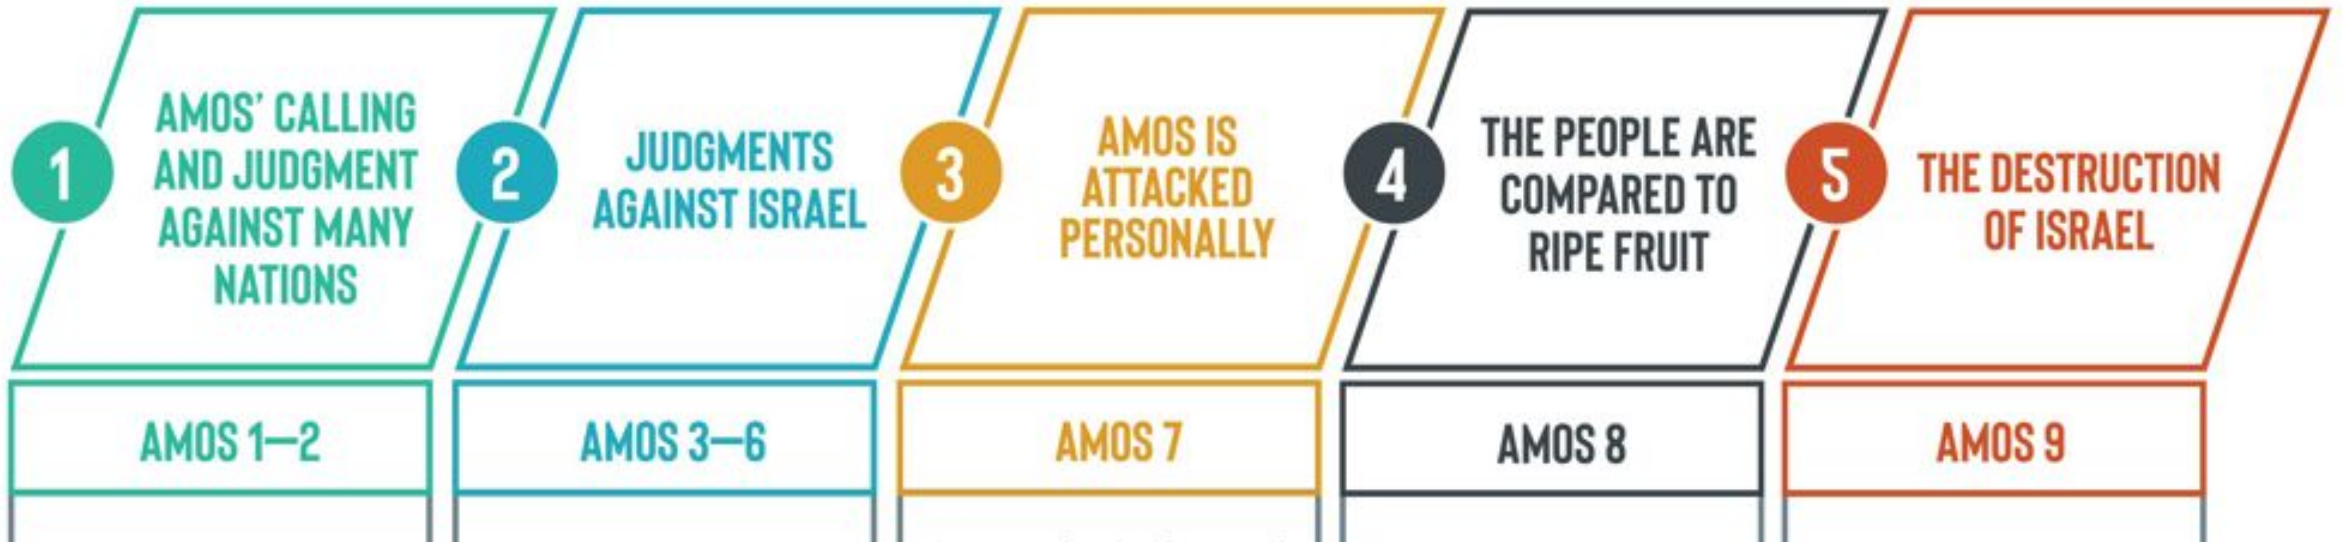 1
AMOS' CALLING
AND JUDGMENT
AGAINST MANY
NATIONS
AMOS 1—2
2
JUDGMENTS
AGAINST ISRAEL
AMOS 3—6
3
AMOS IS
ATTACKED
PERSONALLY
AMOS 7
4
THE PEOPLE ARE
COMPARED TO
RIPE FRUIT
AMOS 8
5
THE DESTRUCTION
OF ISRAEL
AMOS 9